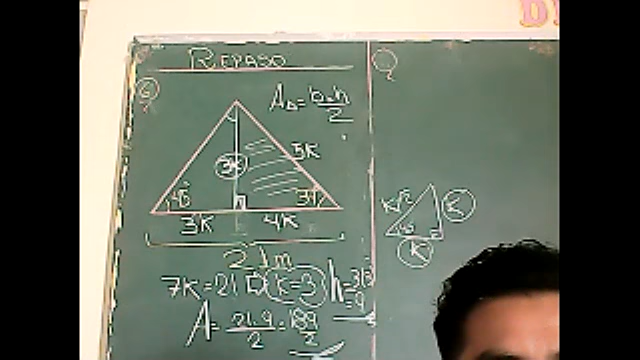 REPASO
6
A△ = b×h/2
3K
5K
45°
37°
3K 4K
21m
7K = 21 ⇒ K=3
h = 3(3)
= 9
A = 21.9/2 = 189/2
K√2
K
45°
K